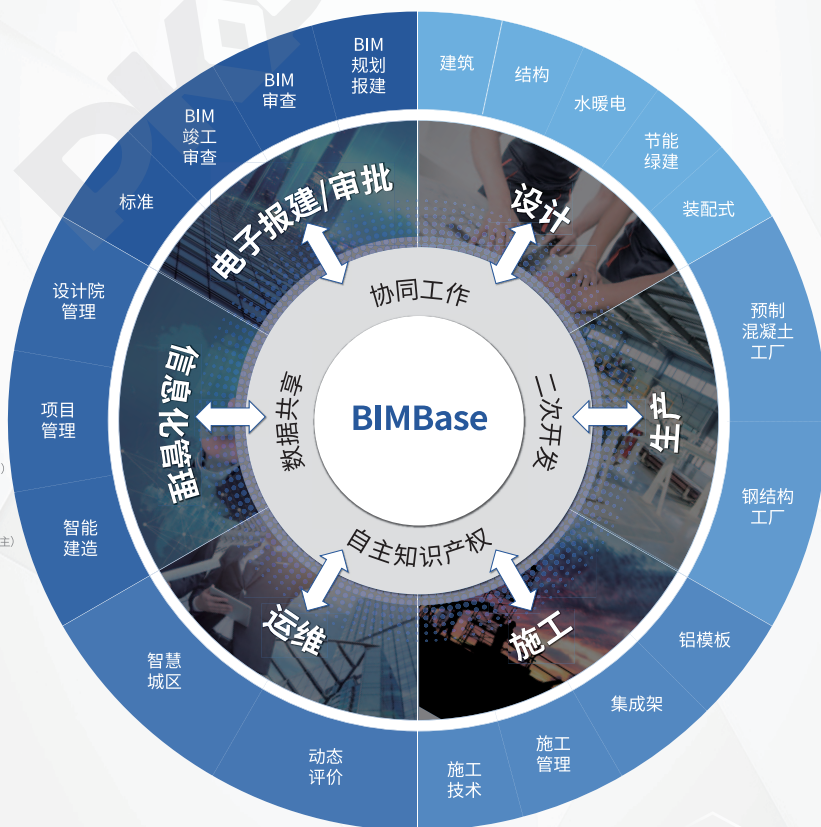 BIM
规划
报建
BIM
审查
BIM
竣工
审查
标准
建筑
结构
水暖电
节能
绿建
装配式
预制
混凝土
工厂
钢结构
工厂
铝模板
集成架
施工
管理
施工
技术
动态
评价
智慧
城区
智能
建造
项目
管理
设计院
管理
电子报建/审批
设计
生产
施工
运维
信息化管理
协同工作
二次开发
自主知识产权
数据共享
BIMBase
）
主）